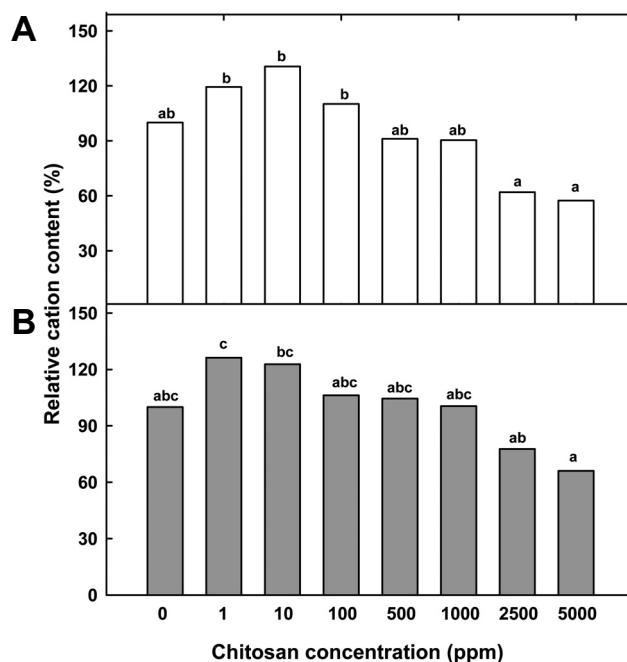 A
150
120
90
60
30
ab
b
b
b
ab
ab
a
a
Relative cation content (%)
B
150
120
90
60
30
0
abc
c
bc
abc
abc
abc
ab
a
0 1 10 100 500 1000 2500 5000
Chitosan concentration (ppm)